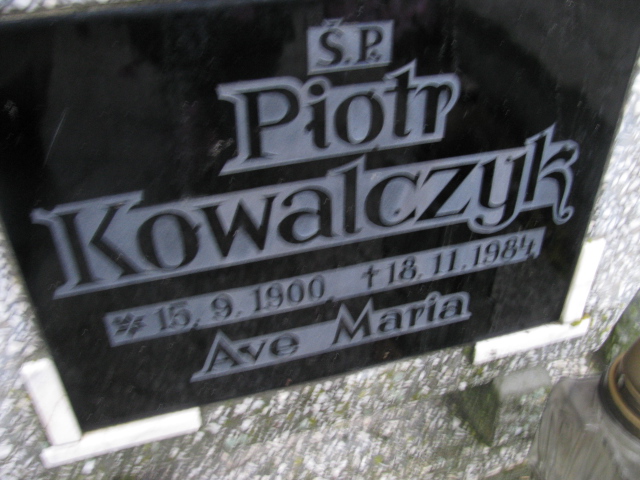 Ś.P.
Piotr
Kowalczyk
* 15. 9. 1900. † 18. 11. 1984.
Ave Maria